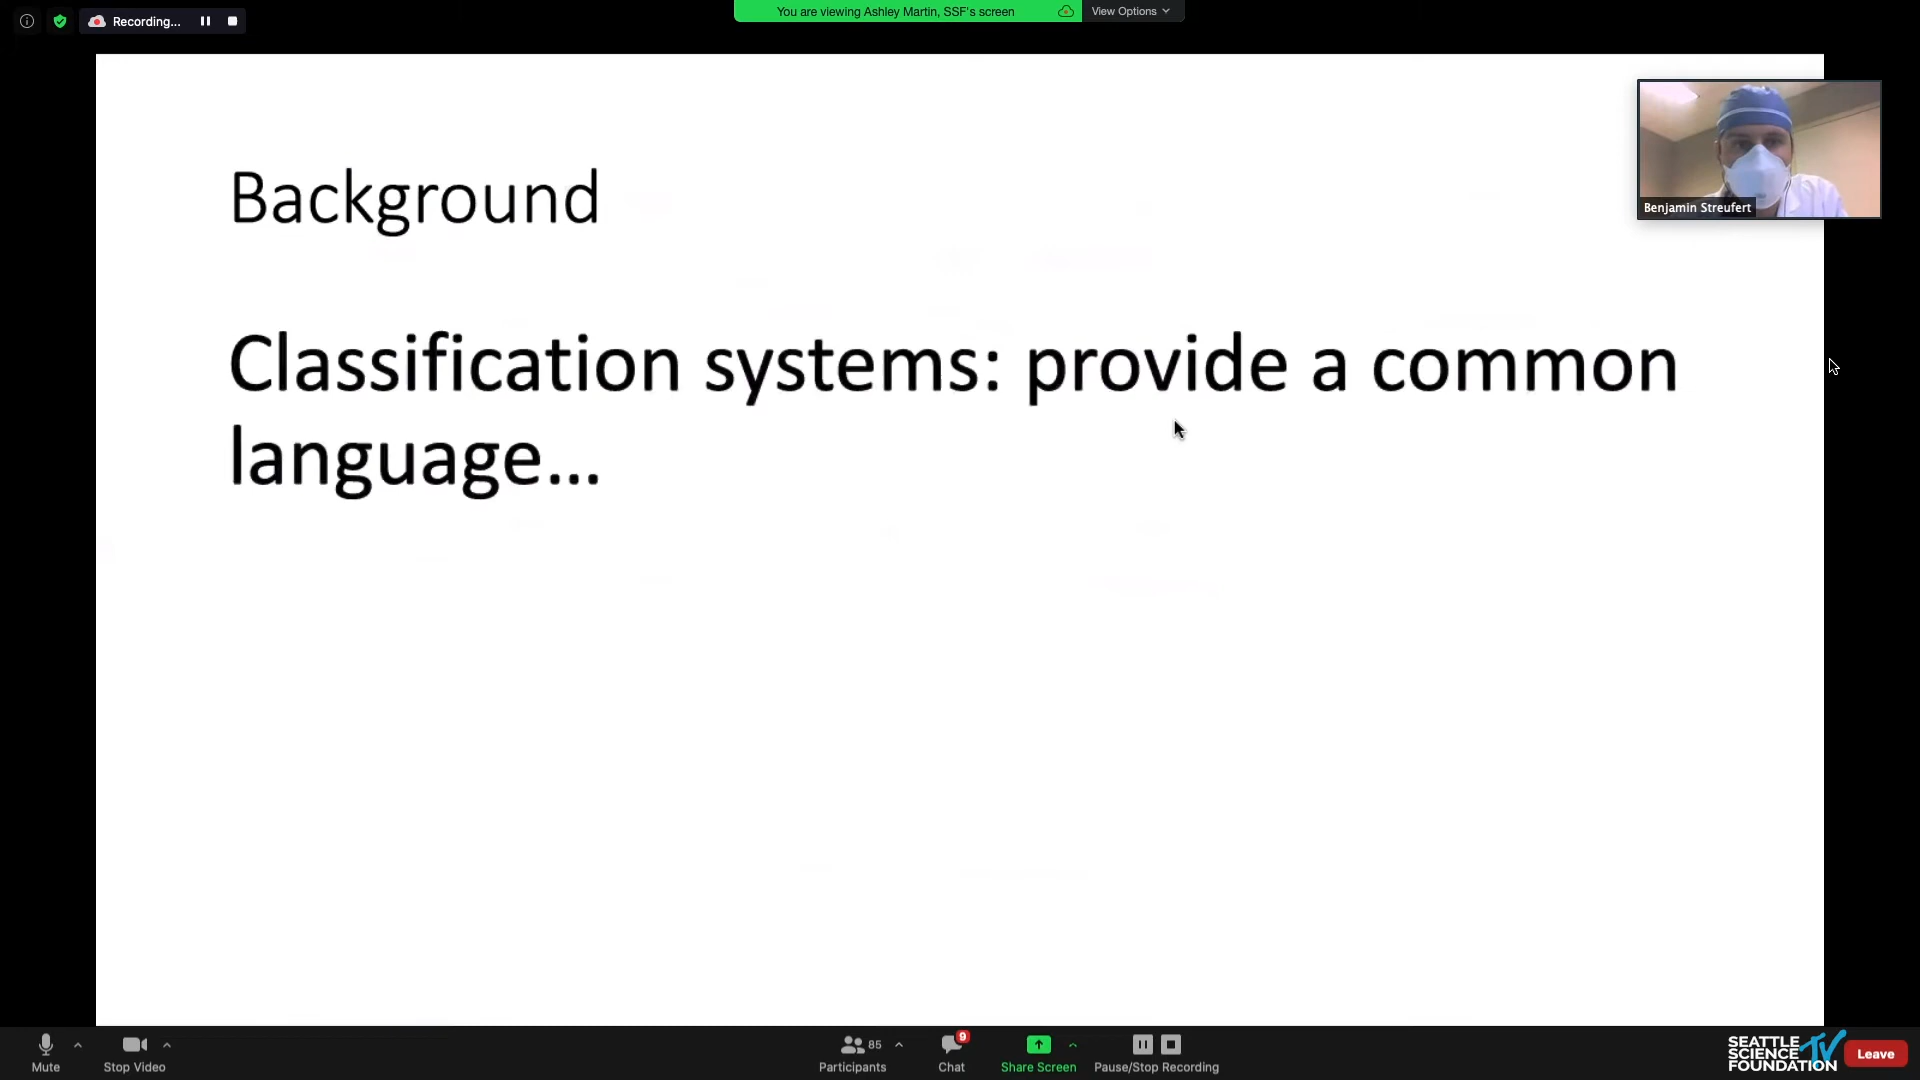 Recording...
You are viewing Ashley Martin, SSF's screen
View Options
Benjamin Streufert
Background
Classification systems: provide a common
language...
Mute
Stop Video
85
Participants
9
Chat
Share Screen
Pause/Stop Recording
SEATTLE
SCIENCE
FOUNDATION
TV
Leave